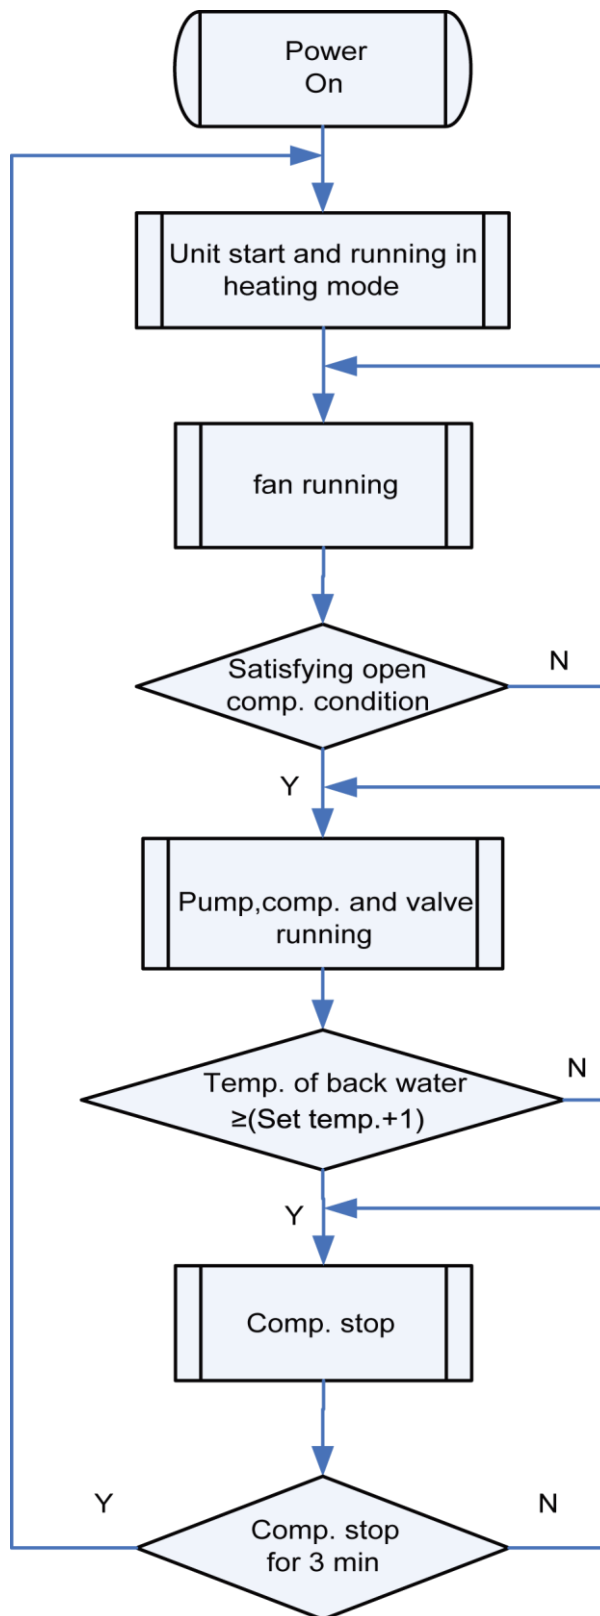 Power
On
Unit start and running in
heating mode
fan running
Satisfying open
comp. condition
N
Y
Pump,comp. and valve
running
Temp. of back water
≥(Set temp.+1)
N
Y
Comp. stop
Y
Comp. stop
for 3 min
N